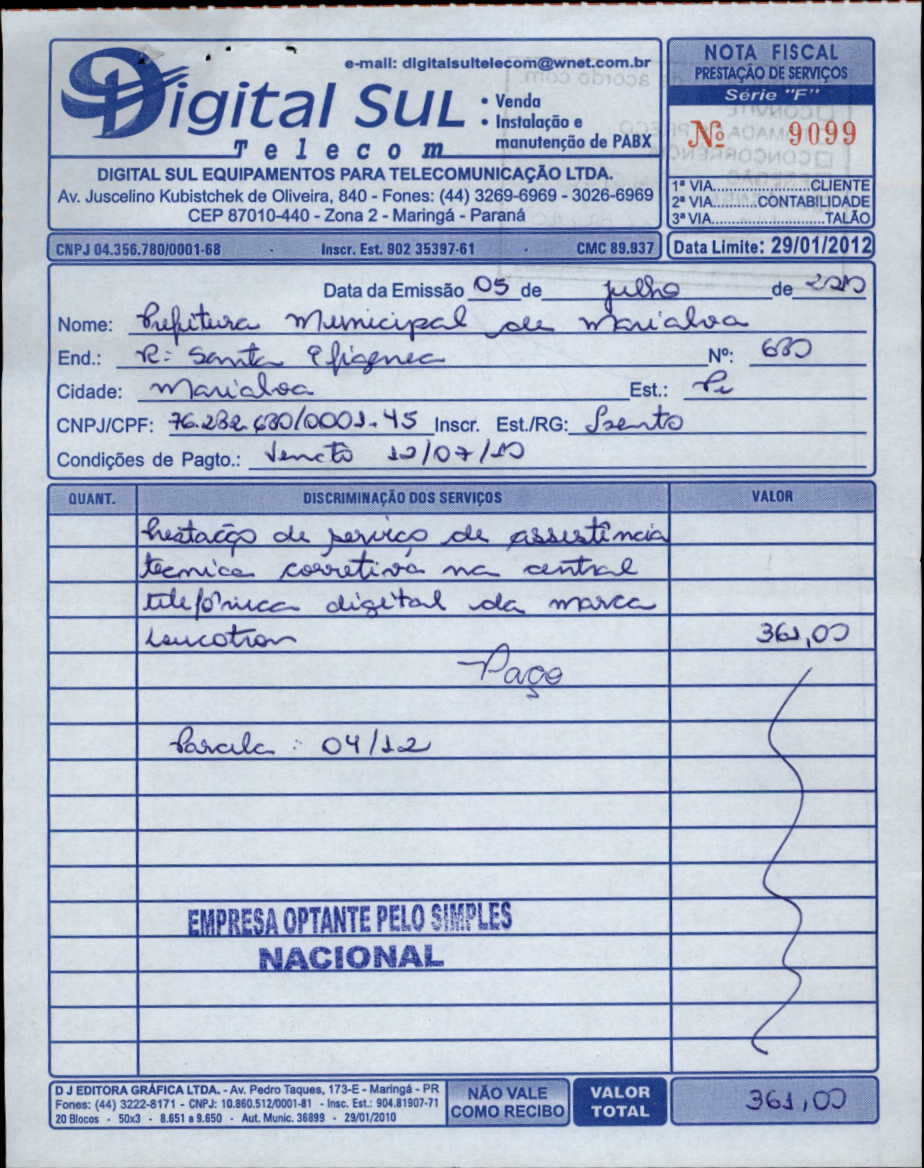 e-mail: digitalsultelecom@wnet.com.br
Digital Sul
Telecom
• Venda
• Instalação e
manutenção de PABX
DIGITAL SUL EQUIPAMENTOS PARA TELECOMUNICAÇÃO LTDA.
Av. Juscelino Kubistchek de Oliveira, 840 - Fones: (44) 3269-6969 - 3026-6969
CEP 87010-440 - Zona 2 - Maringá - Paraná
NOTA FISCAL
PRESTAÇÃO DE SERVIÇOS
Série "F"
Nº 9099
1ª VIA....................CLIENTE
2ª VIA..........CONTABILIDADE
3ª VIA.......................TALÃO
CNPJ 04.356.780/0001-68 - Inscr. Est. 902 35397-61 - CMC 89.937
Data Limite: 29/01/2012
Data da Emissão 05 de julho de 2010
Nome: Prefitura Municipal de Marialva
End.: R: Santa Efigenea Nº: 680
Cidade: Marialva Est.: Pr
CNPJ/CPF: 76.282.680/0001-45 Inscr. Est./RG: Isento
Condições de Pagto.: Vencto 12/07/10
QUANT. DISCRIMINAÇÃO DOS SERVIÇOS VALOR
Prestação de serviço de assistência
tecnica corretiva na central
telefônica digital da marca
Leucotron 361,00
Paço
Parcela: 04/12
EMPRESA OPTANTE PELO SIMPLES
NACIONAL
D J EDITORA GRÁFICA LTDA. - Av. Pedro Taques, 173-E - Maringá - PR
Fones: (44) 3222-8171 - CNPJ: 10.860.512/0001-81 - Insc. Est.: 904.81907-71
20 Blocos - 50x3 - 8.651 a 9.650 - Aut. Munic. 36898 - 29/01/2010
NÃO VALE
COMO RECIBO
VALOR
TOTAL
361,00